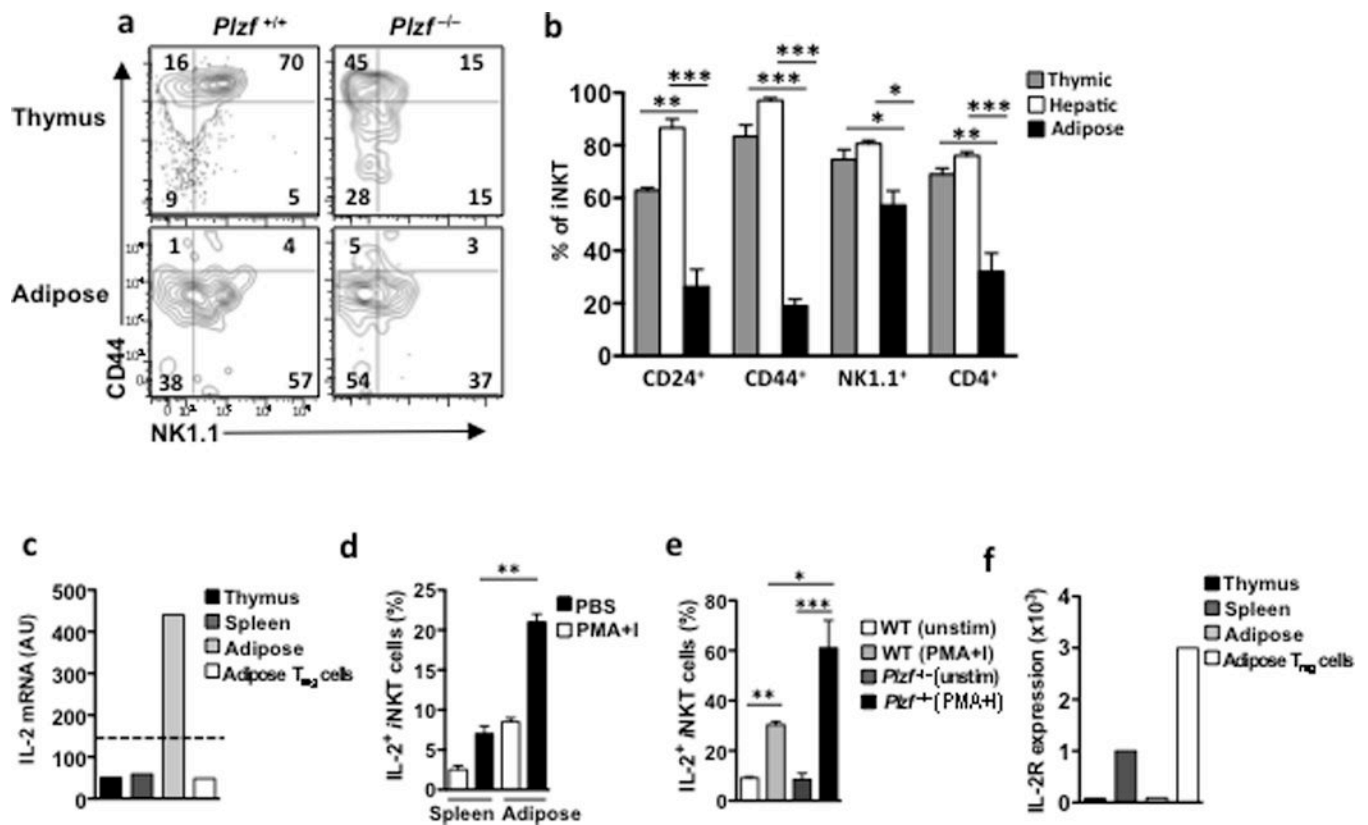 a
Plzf +/+
Plzf –/–
Thymus
16 70
9 5
45 15
28 15
Adipose
1 4
38 57
5 3
54 37
CD44
NK1.1
b
% of iNKT
100
80
60
40
20
0
** ***
*** ***
* *
** ***
CD24+
CD44+
NK1.1+
CD4+
Thymic
Hepatic
Adipose
c
IL-2 mRNA (AU)
500
400
300
200
100
0
Thymus
Spleen
Adipose
Adipose T cells
d
IL-2+ iNKT cells (%)
25
20
15
10
5
0
**
Spleen Adipose
PBS
PMA+I
e
IL-2+ iNKT cells (%)
80
60
40
20
0
*
***
**
WT (unstim)
WT (PMA+I)
Plzf-/-(unstim)
Plzf-/-(PMA+I)
f
IL-2R expression (x10³)
4
3
2
1
0
Thymus
Spleen
Adipose
Adipose Treg cells